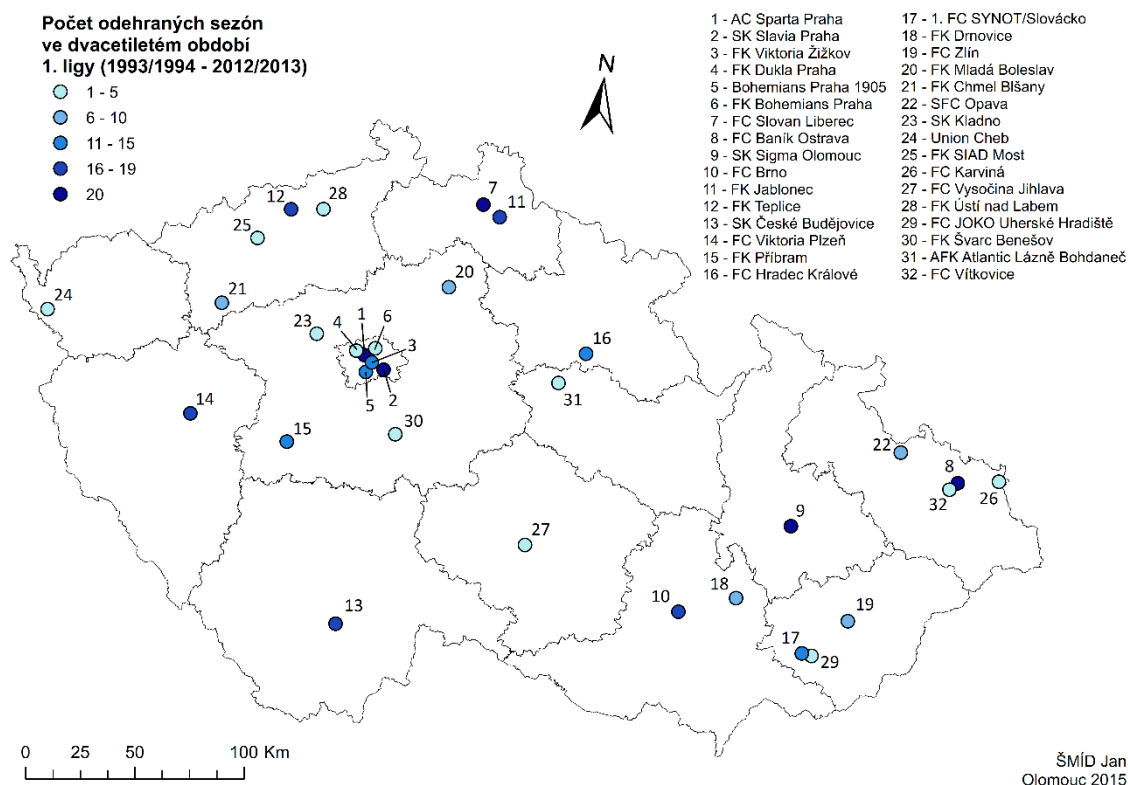 Počet odehraných sezón
ve dvacetiletém období
1. ligy (1993/1994 - 2012/2013)
1 - 5
6 - 10
11 - 15
16 - 19
20
N
1 - AC Sparta Praha
2 - SK Slavia Praha
3 - FK Viktoria Žižkov
4 - FK Dukla Praha
5 - Bohemians Praha 1905
6 - FK Bohemians Praha
7 - FC Slovan Liberec
8 - FC Baník Ostrava
9 - SK Sigma Olomouc
10 - FC Brno
11 - FK Jablonec
12 - FK Teplice
13 - SK České Budějovice
14 - FC Viktoria Plzeň
15 - FK Příbram
16 - FC Hradec Králové
17 - 1. FC SYNOT/Slovácko
18 - FK Drnovice
19 - FC Zlín
20 - FK Mladá Boleslav
21 - FK Chmel Blšany
22 - SFC Opava
23 - SK Kladno
24 - Union Cheb
25 - FK SIAD Most
26 - FC Karviná
27 - FC Vysočina Jihlava
28 - FK Ústí nad Labem
29 - FC JOKO Uherské Hradiště
30 - FK Švarc Benešov
31 - AFK Atlantic Lázně Bohdaneč
32 - FC Vítkovice
12
28
7
11
25
20
24
21
23
4
1
6
3
5
2
16
31
14
15
30
22
8
32
26
9
27
18
10
13
19
17
29
0 25 50 100 Km
ŠMÍD Jan
Olomouc 2015